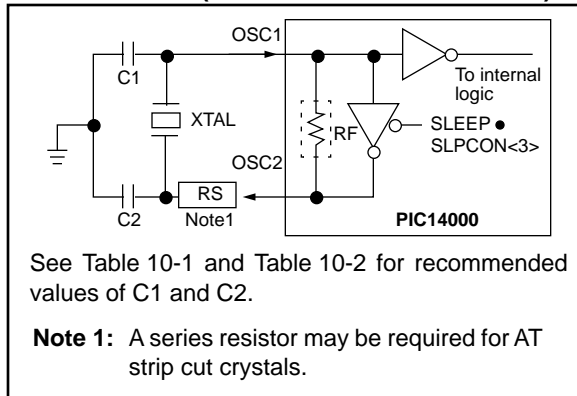 OSC1
C1
To internal
logic
XTAL
RF
SLEEP ●
SLPCON<3>
OSC2
RS
C2
Note1
PIC14000
See Table 10-1 and Table 10-2 for recommended
values of C1 and C2.
Note 1: A series resistor may be required for AT
strip cut crystals.